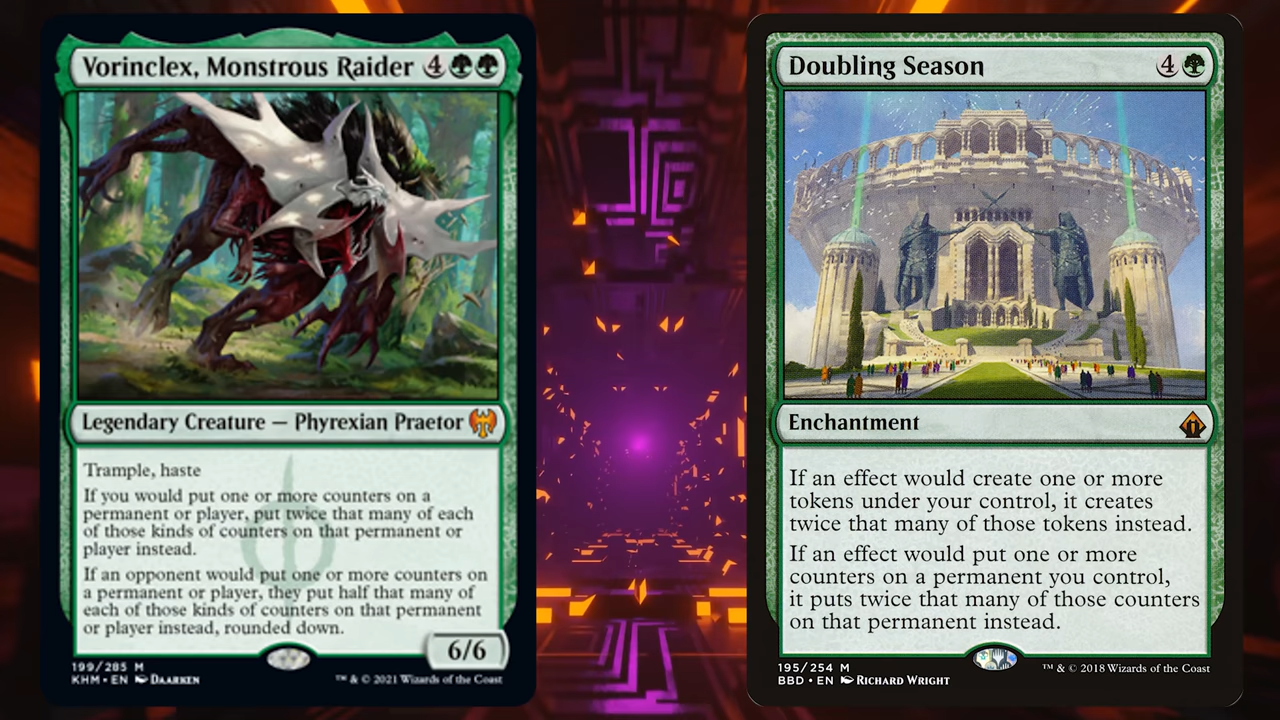 Vorinclex, Monstrous Raider 4
Legendary Creature — Phyrexian Praetor
Trample, haste
If you would put one or more counters on a
permanent or player, put twice that many of each
of those kinds of counters on that permanent or
player instead.
If an opponent would put one or more counters on
a permanent or player, they put half that many of
each of those kinds of counters on that permanent
or player instead, rounded down.
6/6
199/285 M
KHM • EN Daarken
™ & © 2021 Wizards of the Coast
Doubling Season 4
Enchantment
If an effect would create one or more
tokens under your control, it creates
twice that many of those tokens instead.
If an effect would put one or more
counters on a permanent you control,
it puts twice that many of those counters
on that permanent instead.
195/254 M
BBD • EN Richard Wright
™ & © 2018 Wizards of the Coast